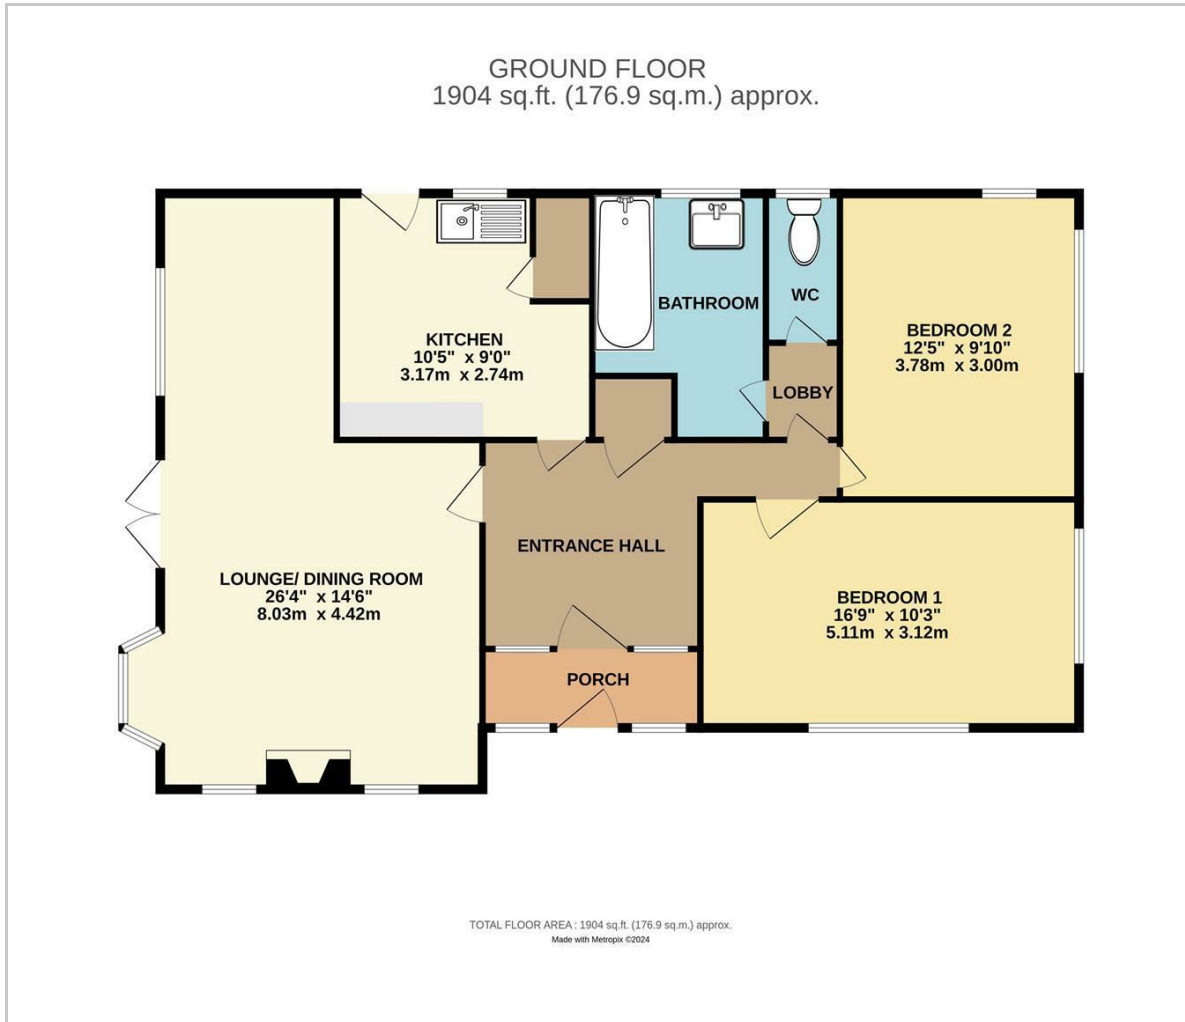 GROUND FLOOR
1904 sq.ft. (176.9 sq.m.) approx.
KITCHEN
10'5" x 9'0"
3.17m x 2.74m
BATHROOM
WC
LOBBY
BEDROOM 2
12'5" x 9'10"
3.78m x 3.00m
ENTRANCE HALL
LOUNGE/ DINING ROOM
26'4" x 14'6"
8.03m x 4.42m
BEDROOM 1
16'9" x 10'3"
5.11m x 3.12m
PORCH
TOTAL FLOOR AREA : 1904 sq.ft. (176.9 sq.m.) approx.
Made with Metropix ©2024